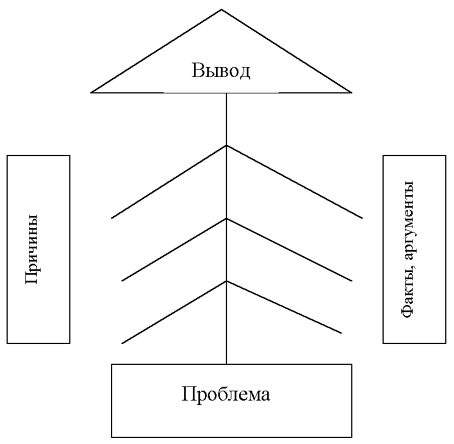 Вывод
Причины
Факты, аргументы
Проблема